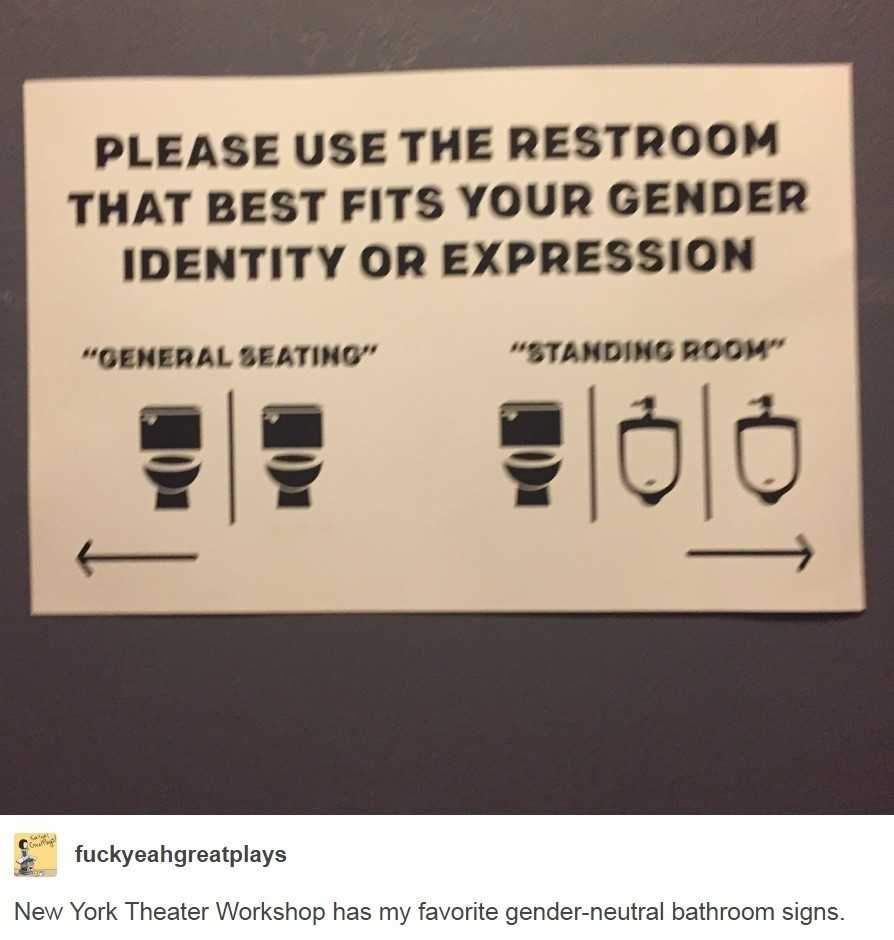 PLEASE USE THE RESTROOM
THAT BEST FITS YOUR GENDER
IDENTITY OR EXPRESSION
"GENERAL SEATING" "STANDING ROOM"
fuckyeahgreatplays
New York Theater Workshop has my favorite gender-neutral bathroom signs.